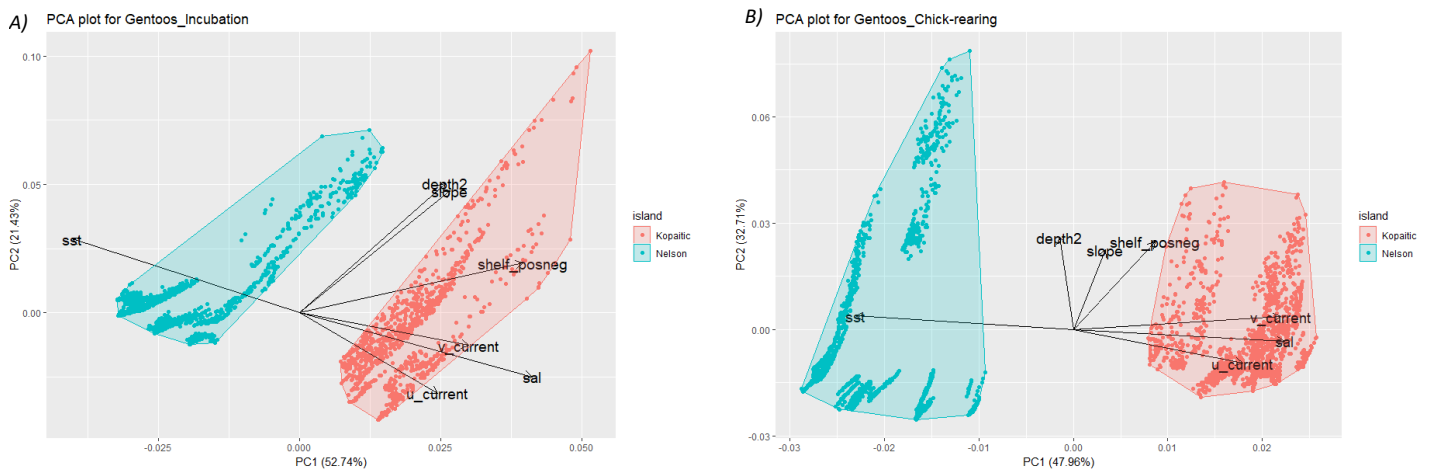 A)
PCA plot for Gentoos_Incubation
0.10
0.05
0.00
PC2 (21.43%)
depth2
slope
sst
shelf_posneg
v_current
sal
u_current
-0.025
0.000
0.025
0.050
PC1 (52.74%)
island
Kopaitic
Nelson
B)
PCA plot for Gentoos_Chick-rearing
0.06
0.03
0.00
-0.03
PC2 (32.71%)
depth2
slope
shelf_posneg
sst
v_current
sal
u_current
-0.03
-0.02
-0.01
0.00
0.01
0.02
PC1 (47.96%)
island
Kopaitic
Nelson